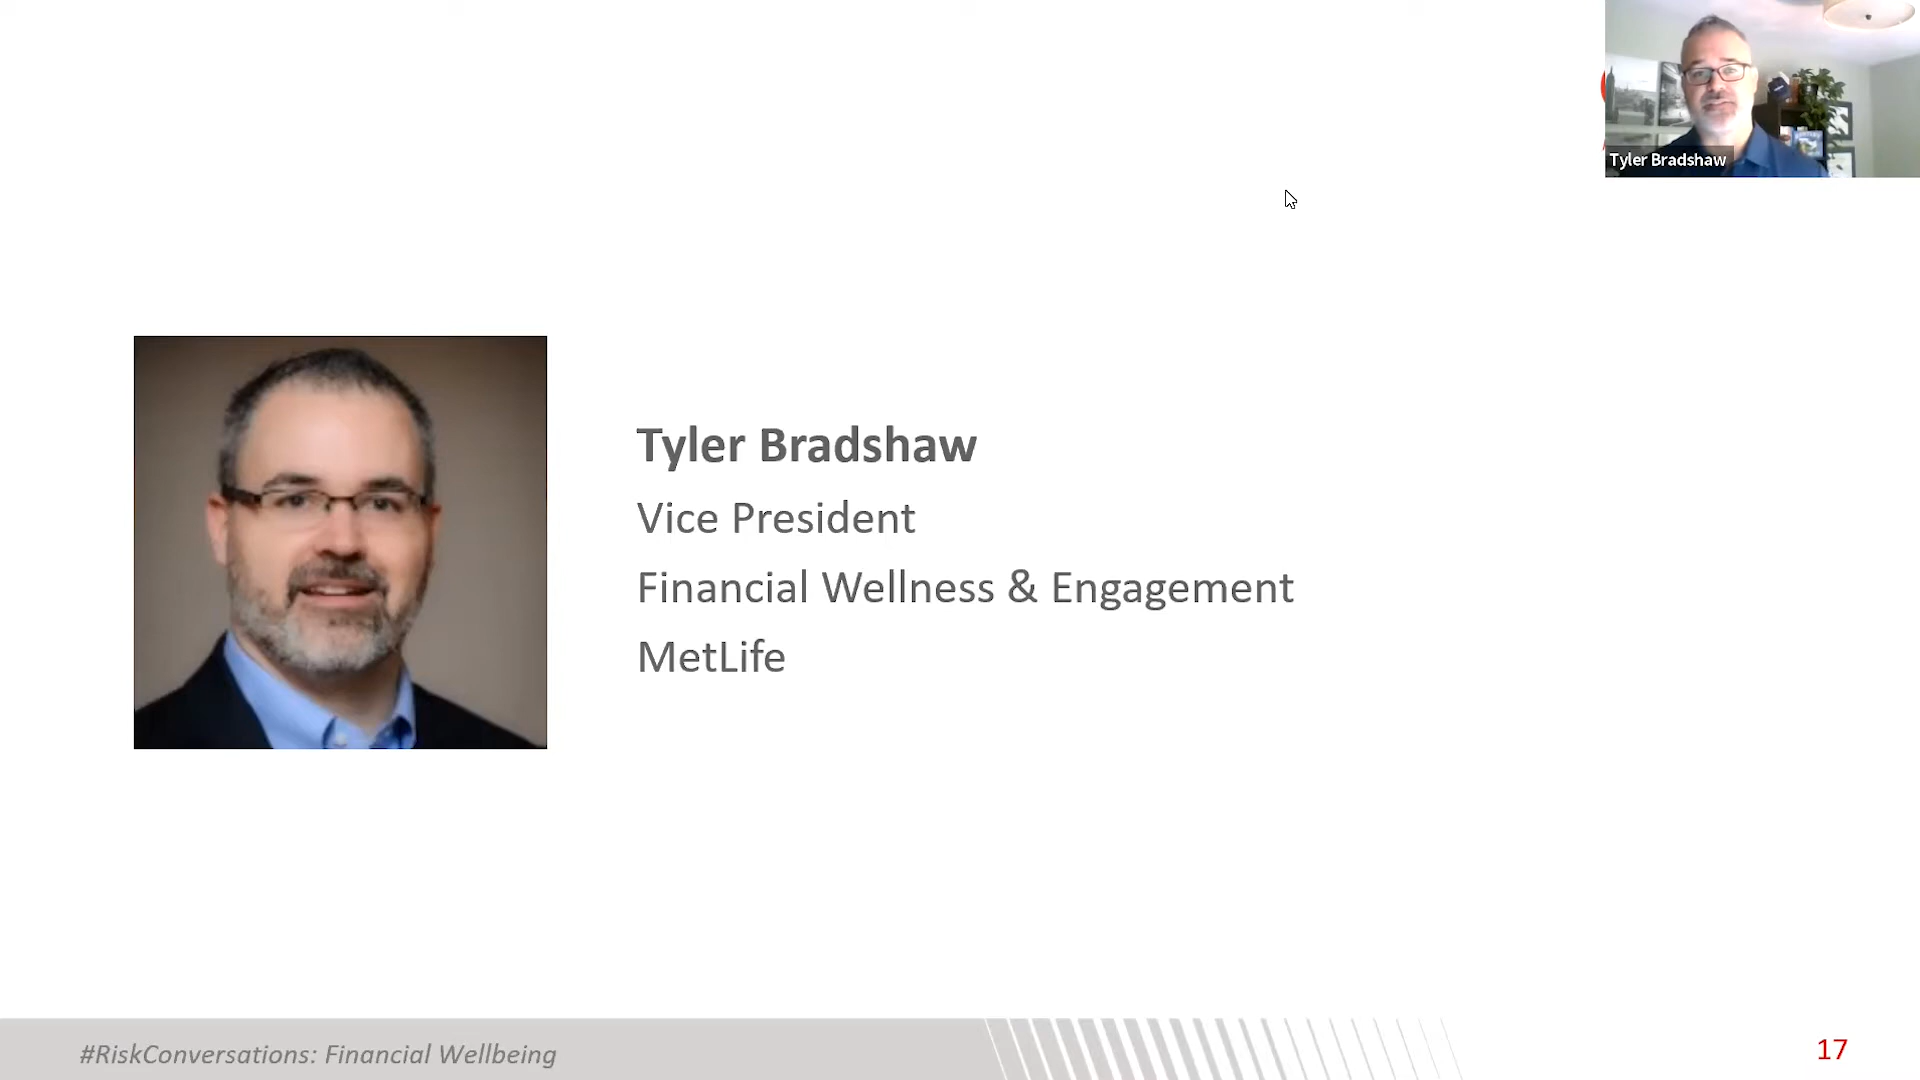 Tyler Bradshaw
Tyler Bradshaw
Vice President
Financial Wellness & Engagement
MetLife
#RiskConversations: Financial Wellbeing
17